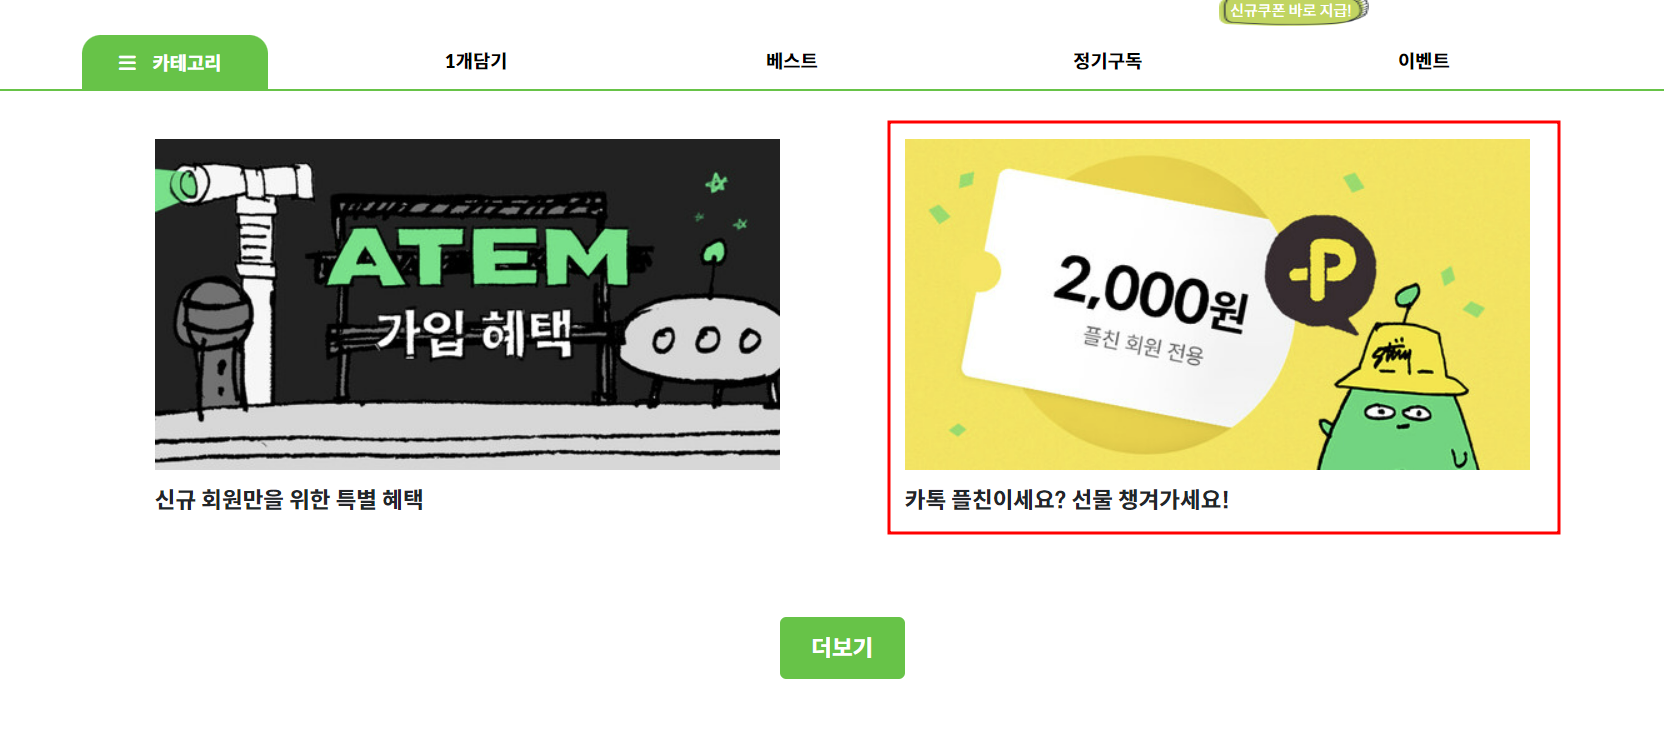 신규쿠폰 바로 지급!
카테고리
1개담기
베스트
정기구독
이벤트
ATEM
가입 혜택
2,000원
플친 회원 전용
P
신규 회원만을 위한 특별 혜택
카톡 플친이세요? 선물 챙겨가세요!
더보기